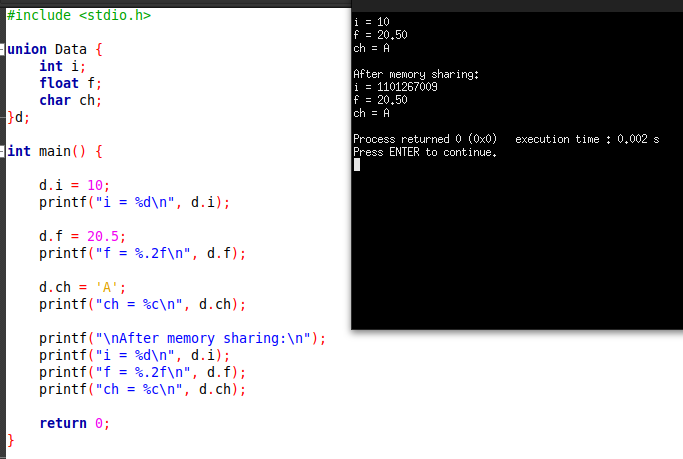 #include <stdio.h>
union Data {
    int i;
    float f;
    char ch;
}d;
int main() {
    d.i = 10;
    printf("i = %d\n", d.i);
    d.f = 20.5;
    printf("f = %.2f\n", d.f);
    d.ch = 'A';
    printf("ch = %c\n", d.ch);
    printf("\nAfter memory sharing:\n");
    printf("i = %d\n", d.i);
    printf("f = %.2f\n", d.f);
    printf("ch = %c\n", d.ch);
    return 0;
}
i = 10
f = 20.50
ch = A
After memory sharing:
i = 1101267009
f = 20.50
ch = A
Process returned 0 (0x0)   execution time : 0.002 s
Press ENTER to continue.